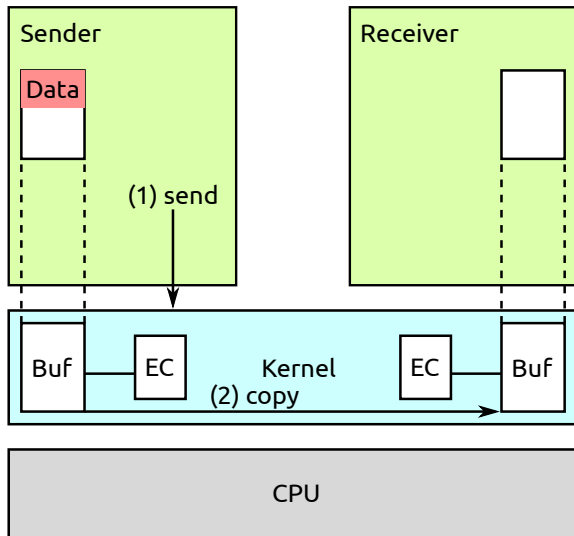 Sender
Receiver
Data
(1) send
Buf
EC
Kernel
EC
Buf
(2) copy
CPU